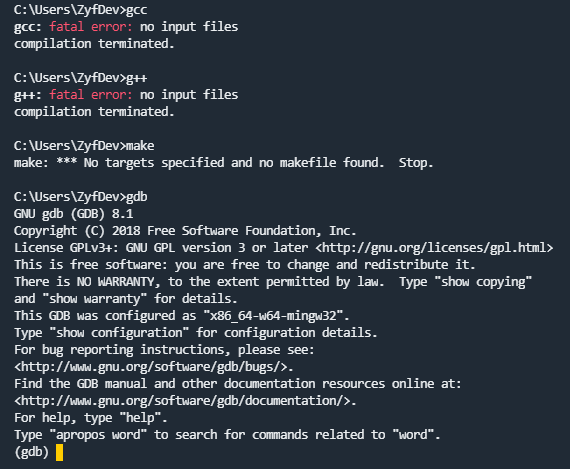 C:\Users\ZyfDev>gcc
gcc: fatal error: no input files
compilation terminated.
C:\Users\ZyfDev>g++
g++: fatal error: no input files
compilation terminated.
C:\Users\ZyfDev>make
make: *** No targets specified and no makefile found.  Stop.
C:\Users\ZyfDev>gdb
GNU gdb (GDB) 8.1
Copyright (C) 2018 Free Software Foundation, Inc.
License GPLv3+: GNU GPL version 3 or later <http://gnu.org/licenses/gpl.html>
This is free software: you are free to change and redistribute it.
There is NO WARRANTY, to the extent permitted by law.  Type "show copying"
and "show warranty" for details.
This GDB was configured as "x86_64-w64-mingw32".
Type "show configuration" for configuration details.
For bug reporting instructions, please see:
<http://www.gnu.org/software/gdb/bugs/>.
Find the GDB manual and other documentation resources online at:
<http://www.gnu.org/software/gdb/documentation/>.
For help, type "help".
Type "apropos word" to search for commands related to "word".
(gdb)